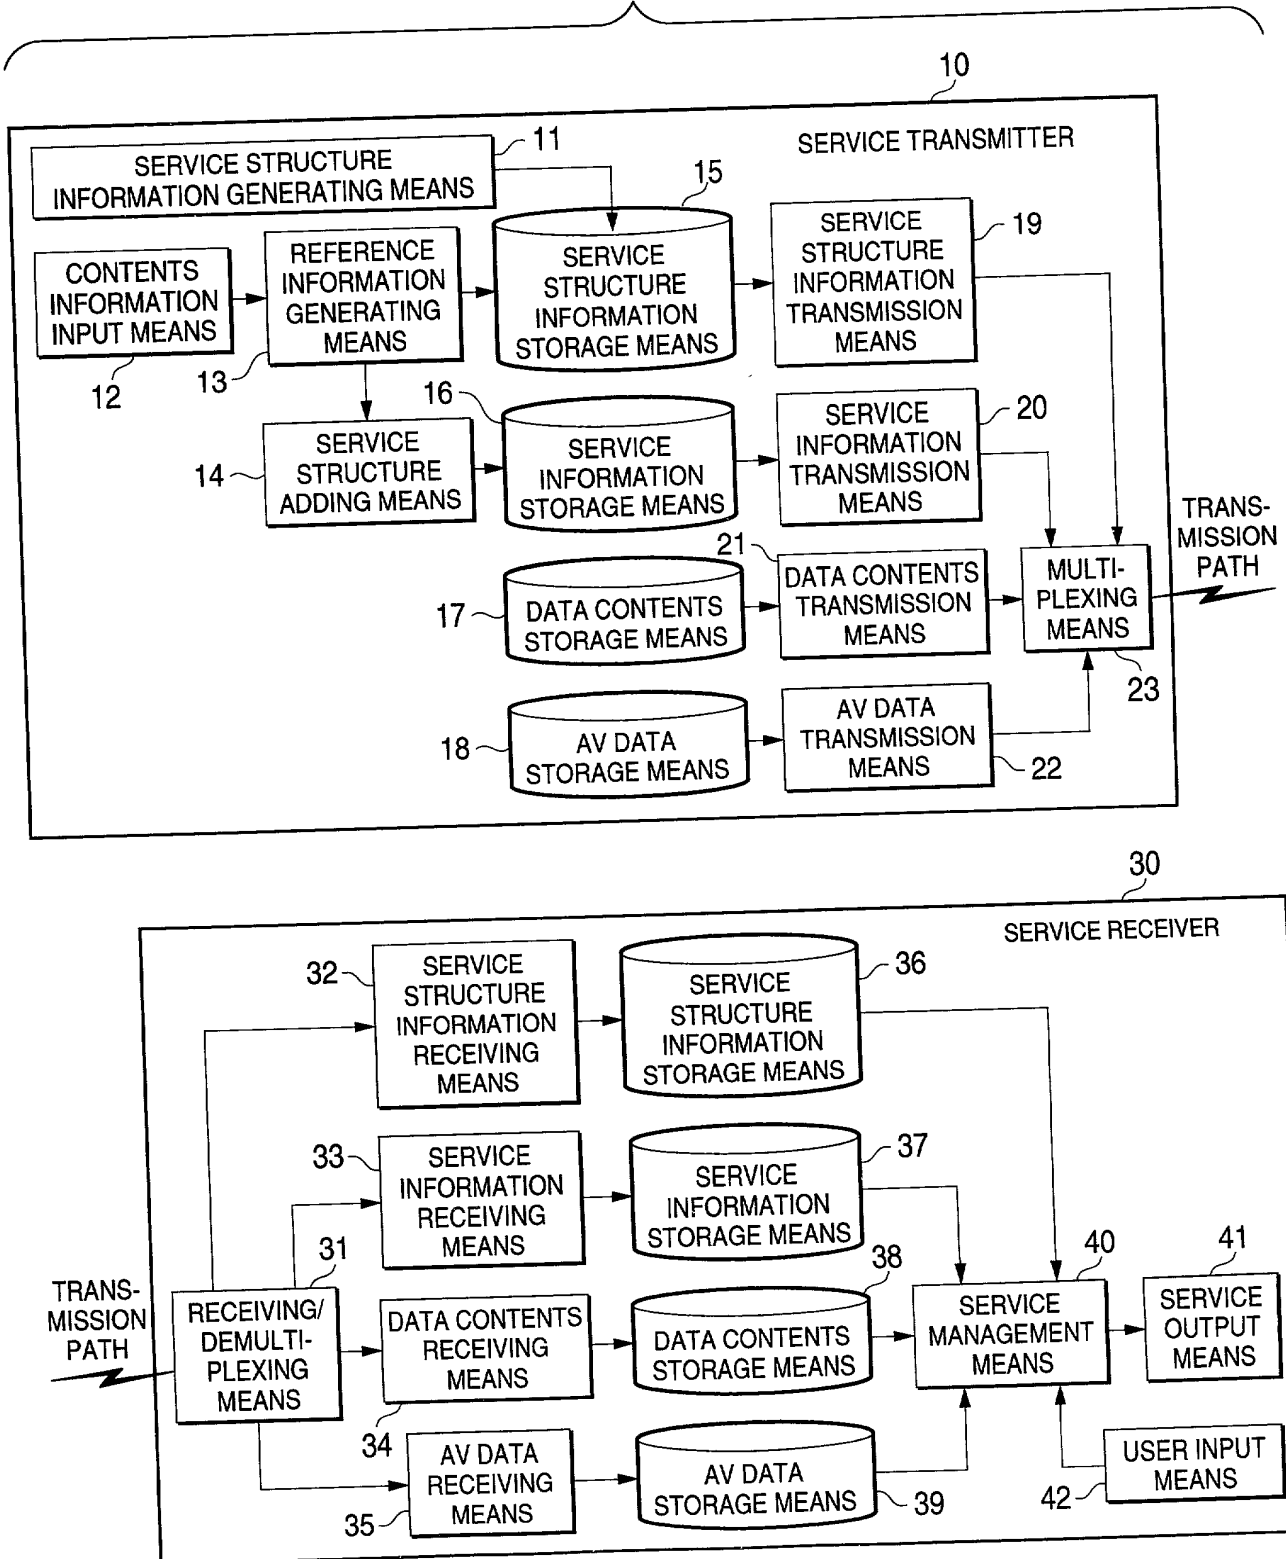 10
SERVICE TRANSMITTER
11
SERVICE STRUCTURE
INFORMATION GENERATING MEANS
15
CONTENTS
INFORMATION
INPUT MEANS
12
REFERENCE
INFORMATION
GENERATING
MEANS
13
SERVICE
STRUCTURE
INFORMATION
STORAGE MEANS
SERVICE
STRUCTURE
INFORMATION
TRANSMISSION
MEANS
19
14
SERVICE
STRUCTURE
ADDING MEANS
16
SERVICE
INFORMATION
STORAGE MEANS
SERVICE
INFORMATION
TRANSMISSION
MEANS
20
17
DATA CONTENTS
STORAGE MEANS
21
DATA CONTENTS
TRANSMISSION
MEANS
MULTI-
PLEXING
MEANS
23
TRANS-
MISSION
PATH
18
AV DATA
STORAGE MEANS
AV DATA
TRANSMISSION
MEANS
22
30
SERVICE RECEIVER
32
SERVICE
STRUCTURE
INFORMATION
RECEIVING
MEANS
SERVICE
STRUCTURE
INFORMATION
STORAGE MEANS
36
33
SERVICE
INFORMATION
RECEIVING
MEANS
SERVICE
INFORMATION
STORAGE MEANS
37
TRANS-
MISSION
PATH
31
RECEIVING/
DEMULTI-
PLEXING
MEANS
DATA CONTENTS
RECEIVING
MEANS
34
38
DATA CONTENTS
STORAGE MEANS
40
SERVICE
MANAGEMENT
MEANS
41
SERVICE
OUTPUT
MEANS
35
AV DATA
RECEIVING
MEANS
AV DATA
STORAGE MEANS
39
42
USER INPUT
MEANS